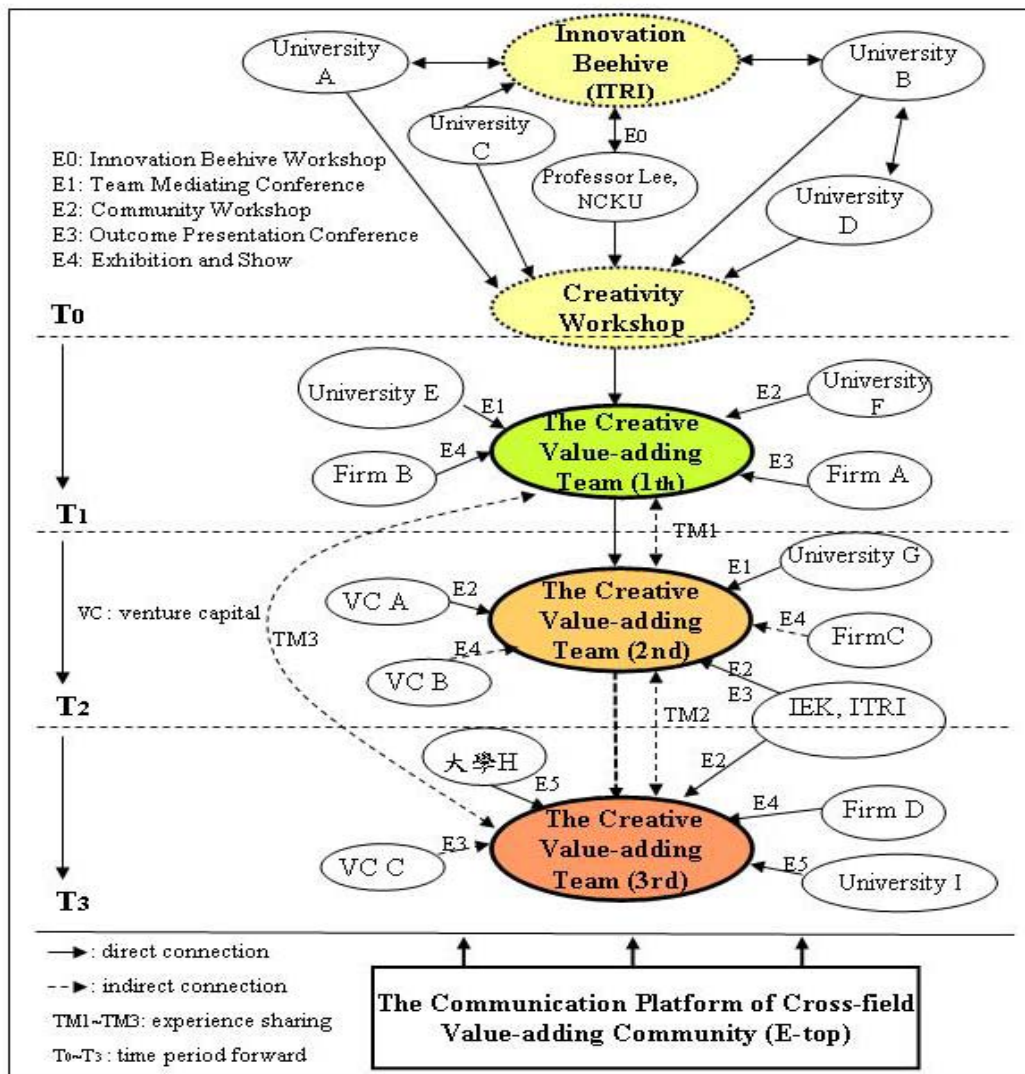 University
A
Innovation
Beehive
(ITRI)
University
B
University
C
E0
Professor Lee,
NCKU
University
D
E0: Innovation Beehive Workshop
E1: Team Mediating Conference
E2: Community Workshop
E3: Outcome Presentation Conference
E4: Exhibition and Show
Creativity
Workshop
T0
University E
E1
E2
University
F
The Creative
Value-adding
Team (1th)
E4
Firm B
E3
Firm A
T1
TM1
University G
E1
VC : venture capital
VC A
E2
The Creative
Value-adding
Team (2nd)
E4
FirmC
TM3
E4
VC B
E2
E3
IEK, ITRI
T2
TM2
大學H
E5
E2
The Creative
Value-adding
Team (3rd)
E4
Firm D
E3
VC C
E5
University I
T3
: direct connection
: indirect connection
TM1~TM3: experience sharing
T0~T3 : time period forward
The Communication Platform of Cross-field
Value-adding Community (E-top)